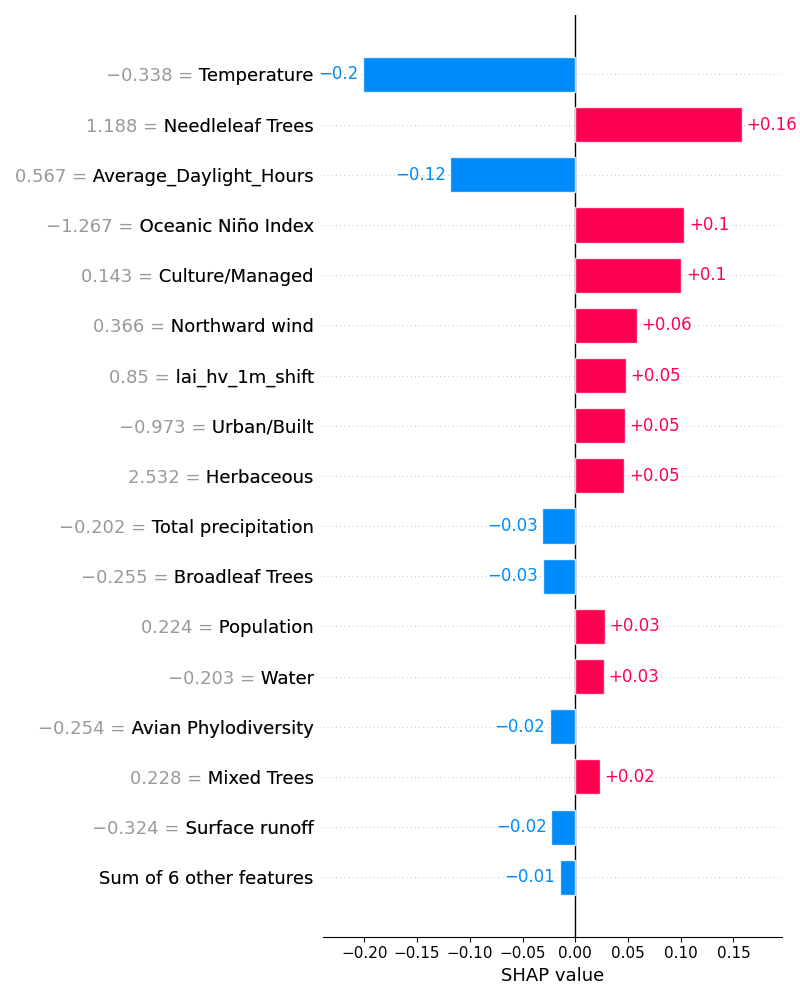 −0.338 = Temperature −0.2
1.188 = Needleleaf Trees +0.16
0.567 = Average_Daylight_Hours −0.12
−1.267 = Oceanic Niño Index +0.1
0.143 = Culture/Managed +0.1
0.366 = Northward wind +0.06
0.85 = lai_hv_1m_shift +0.05
−0.973 = Urban/Built +0.05
2.532 = Herbaceous +0.05
−0.202 = Total precipitation −0.03
−0.255 = Broadleaf Trees −0.03
0.224 = Population +0.03
−0.203 = Water +0.03
−0.254 = Avian Phylodiversity −0.02
0.228 = Mixed Trees +0.02
−0.324 = Surface runoff −0.02
Sum of 6 other features −0.01
−0.20 −0.15 −0.10 −0.05 0.00 0.05 0.10 0.15
SHAP value